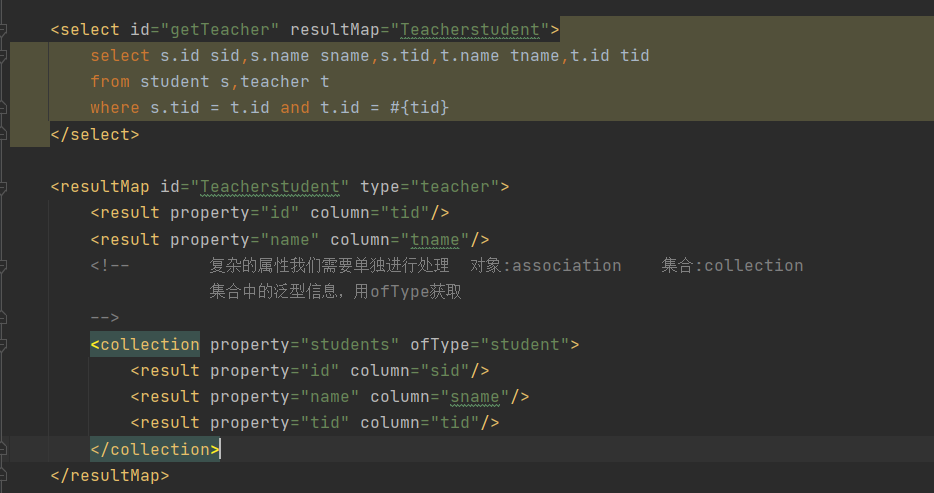 <select id="getTeacher" resultMap="Teacherstudent">
select s.id sid,s.name sname,s.tid,t.name tname,t.id tid
from student s,teacher t
where s.tid = t.id and t.id = #{tid}
</select>
<resultMap id="Teacherstudent" type="teacher">
<result property="id" column="tid"/>
<result property="name" column="tname"/>
<!-- 复杂的属性我们需要单独进行处理 对象:association 集合:collection
集合中的泛型信息，用ofType获取
-->
<collection property="students" ofType="student">
<result property="id" column="sid"/>
<result property="name" column="sname"/>
<result property="tid" column="tid"/>
</collection>
</resultMap>